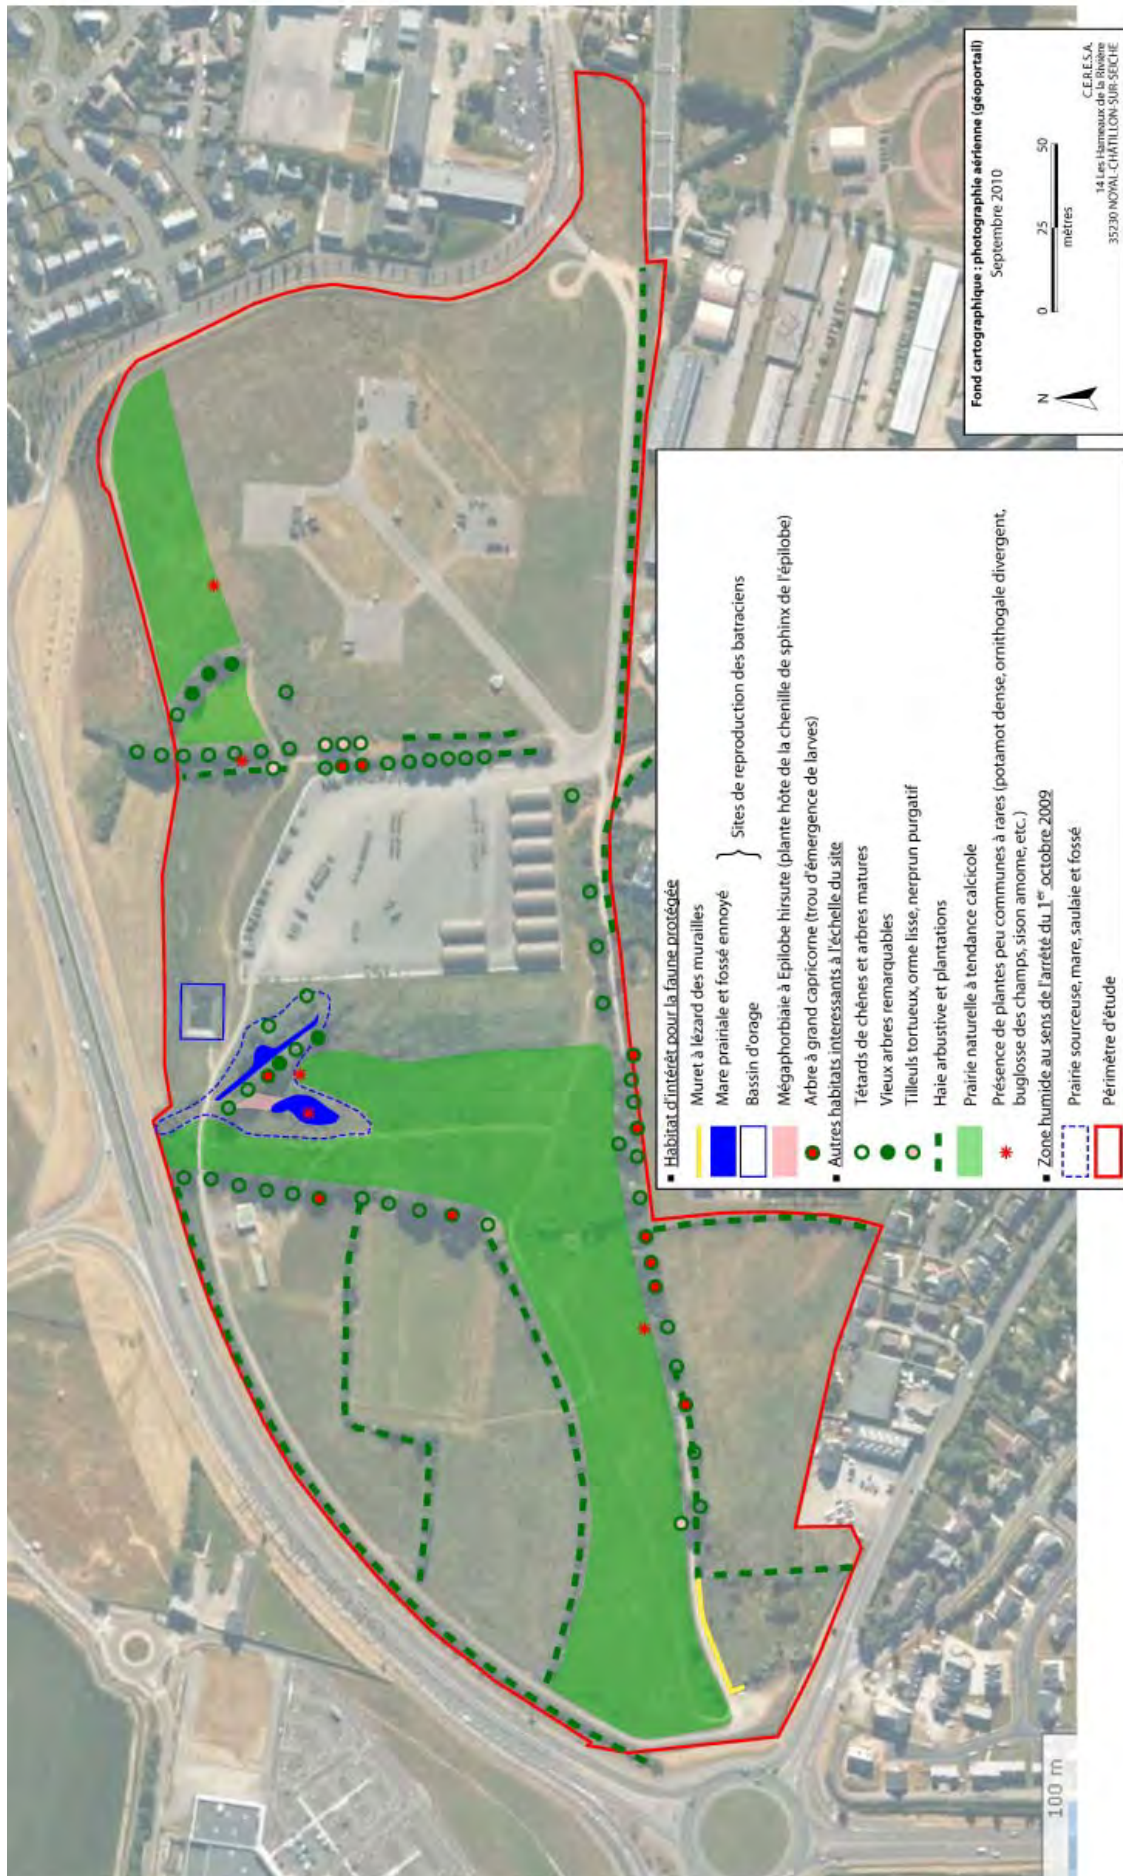 ▪ Habitat d'intérêt pour la faune protégée
Muret à lézard des murailles
Mare prairiale et fossé ennoyé
Bassin d'orage
} Sites de reproduction des batraciens
Mégaphorbiaie à Epilobe hirsute (plante hôte de la chenille de sphinx de l'épilobe)
Arbre à grand capricorne (trou d'émergence de larves)
▪ Autres habitats interessants à l'échelle du site
Tétards de chênes et arbres matures
Vieux arbres remarquables
Tilleuls tortueux, orme lisse, nerprun purgatif
Haie arbustive et plantations
Prairie naturelle à tendance calcicole
Présence de plantes peu communes à rares (potamot dense, ornithogale divergent,
buglosse des champs, sison amome, etc.)
▪ Zone humide au sens de l'arrêté du 1er octobre 2009
Prairie sourceuse, mare, saulaie et fossé
Périmètre d'étude
Fond cartographique : photographie aérienne (géoportail)
Septembre 2010
N
0 25 50
mètres
C.E.R.E.S.A.
14 Les Hameaux de la Rivière
35230 NOYAL-CHÂTILLON-SUR-SEICHE
100 m